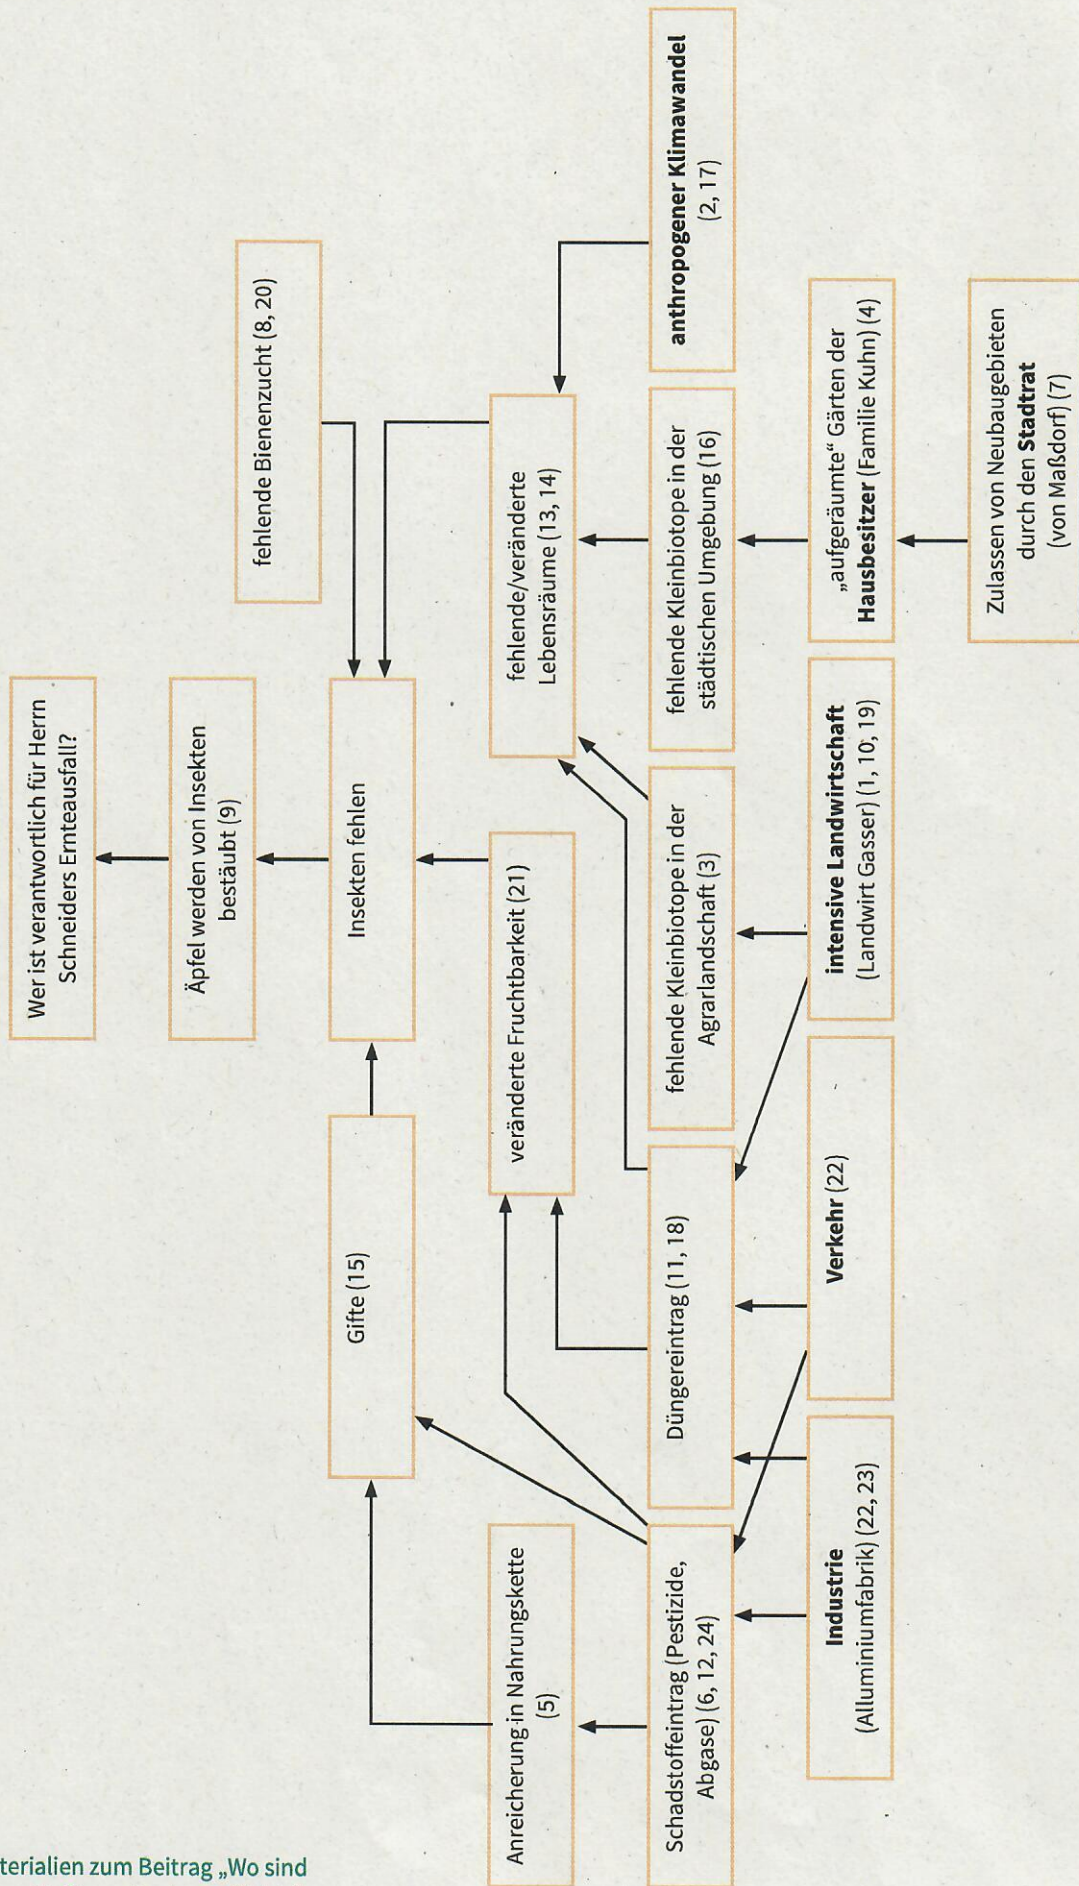 Wer ist verantwortlich für Herrn
Schneiders Ernteausfall?
Äpfel werden von Insekten
bestäubt (9)
fehlende Bienenzucht (8, 20)
Gifte (15)
Insekten fehlen
Anreicherung in Nahrungskette
(5)
veränderte Fruchtbarkeit (21)
fehlende/veränderte
Lebensräume (13, 14)
Schadstoffeintrag (Pestizide,
Abgase) (6, 12, 24)
Düngereintrag (11, 18)
fehlende Kleinbiotope in der
Agrarlandschaft (3)
fehlende Kleinbiotope in der
städtischen Umgebung (16)
anthropogener Klimawandel
(2, 17)
Industrie
(Alluminiumfabrik) (22, 23)
Verkehr (22)
intensive Landwirtschaft
(Landwirt Gasser) (1, 10, 19)
„aufgeräumte“ Gärten der
Hausbesitzer (Familie Kuhn) (4)
Zulassen von Neubaugebieten
durch den Stadtrat
(von Maßdorf) (7)
terialien zum Beitrag „Wo sind